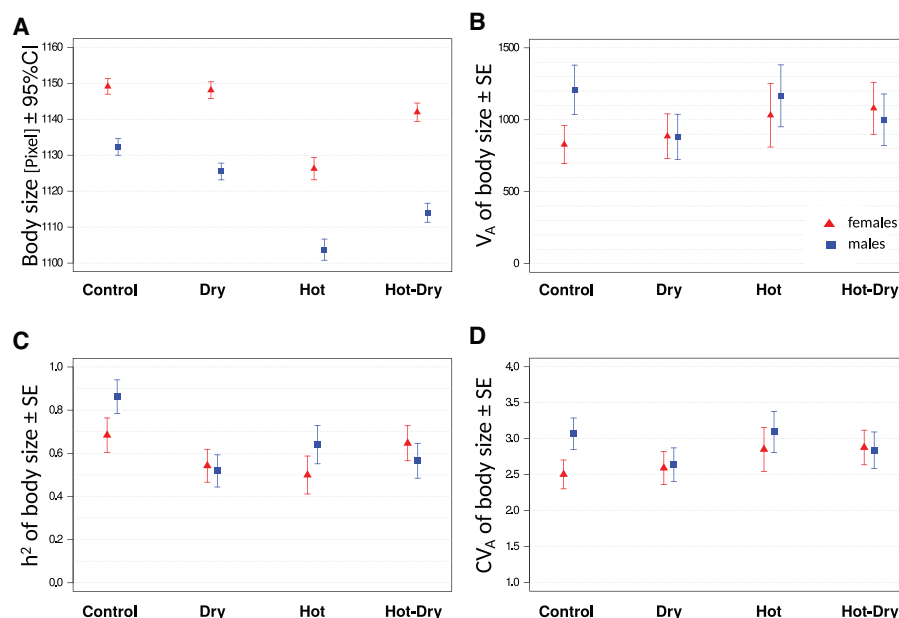 A
Body size [Pixel] ± 95%CI
1160
1150
1140
1130
1120
1110
1100
Control Dry Hot Hot-Dry
B
V_A of body size ± SE
1500
1000
500
0
females
males
Control Dry Hot Hot-Dry
C
h² of body size ± SE
1.0
0.8
0.6
0.4
0.2
0.0
Control Dry Hot Hot-Dry
D
CV_A of body size ± SE
4.0
3.5
3.0
2.5
2.0
1.5
1.0
Control Dry Hot Hot-Dry